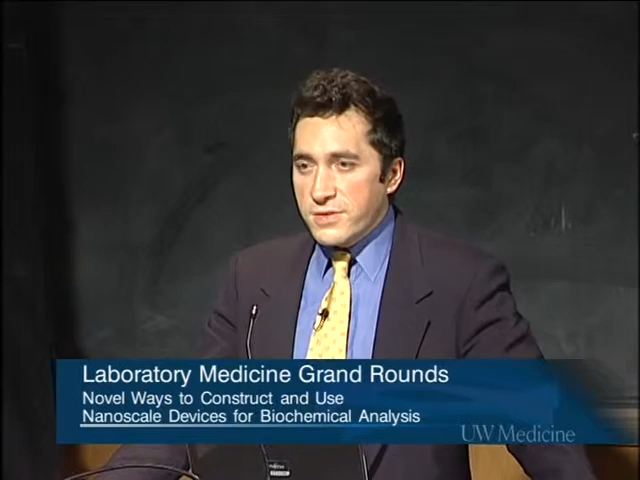 Laboratory Medicine Grand Rounds
Novel Ways to Construct and Use
Nanoscale Devices for Biochemical Analysis
UW Medicine